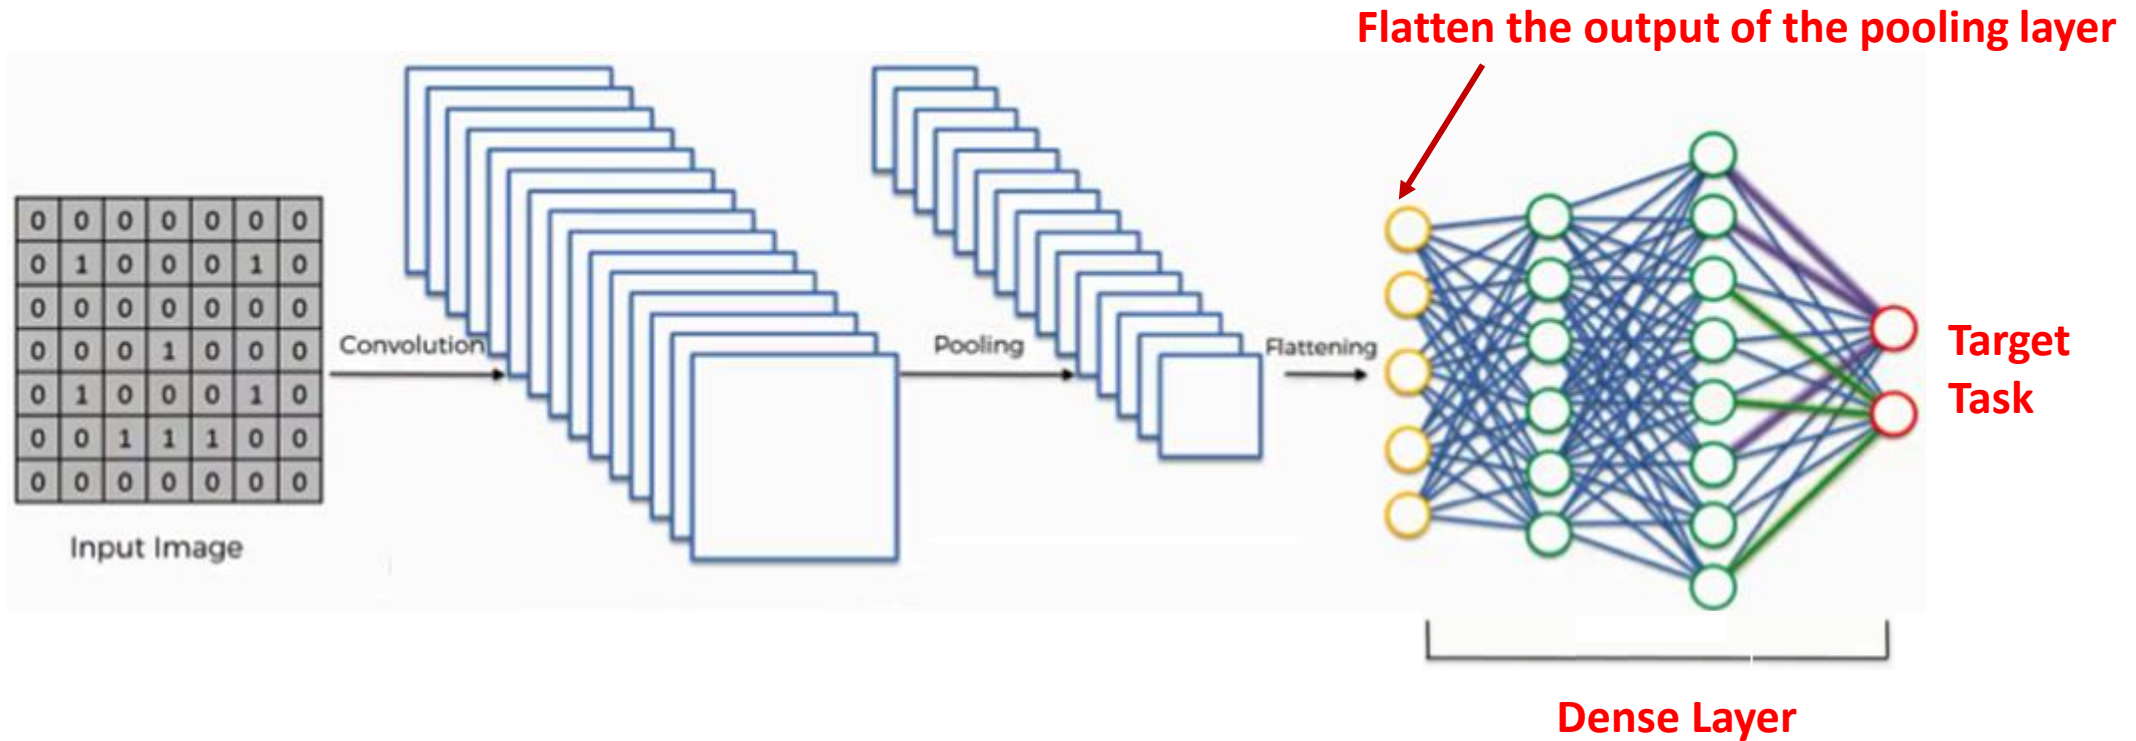 Flatten the output of the pooling layer
0 0 0 0 0 0 0
0 1 0 0 0 1 0
0 0 0 0 0 0 0
0 0 0 1 0 0 0
0 1 0 0 0 1 0
0 0 1 1 1 0 0
0 0 0 0 0 0 0
Input Image
Convolution
Pooling
Flattening
Target
Task
Dense Layer